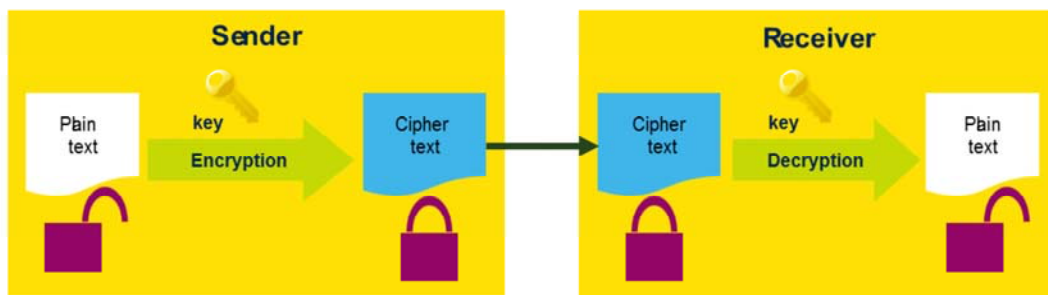 Sender
Receiver
Plain
text
key
Encryption
Cipher
text
Cipher
text
key
Decryption
Plain
text